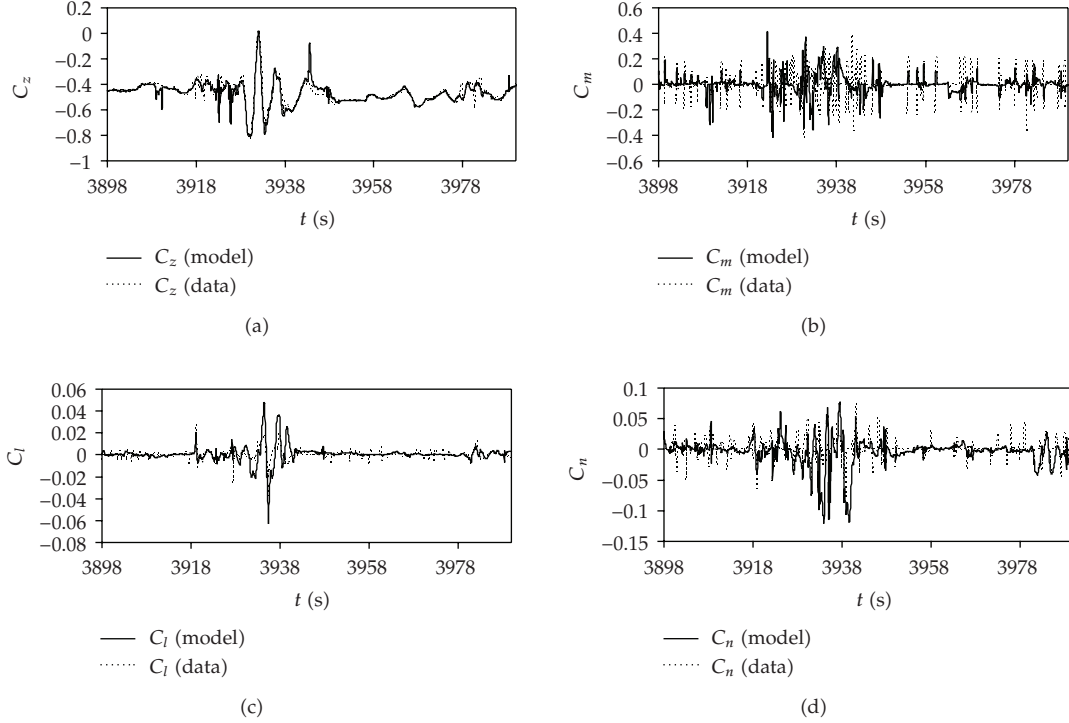 0.2
0
−0.2
−0.4
−0.6
−0.8
−1
3898 3918 3938 3958 3978
C_z
t (s)
C_z (model)
C_z (data)
(a)
0.6
0.4
0.2
0
−0.2
−0.4
−0.6
3898 3918 3938 3958 3978
C_m
t (s)
C_m (model)
C_m (data)
(b)
0.06
0.04
0.02
0
−0.02
−0.04
−0.06
−0.08
3898 3918 3938 3958 3978
C_l
t (s)
C_l (model)
C_l (data)
(c)
0.1
0.05
0
−0.05
−0.1
−0.15
3898 3918 3938 3958 3978
C_n
t (s)
C_n (model)
C_n (data)
(d)